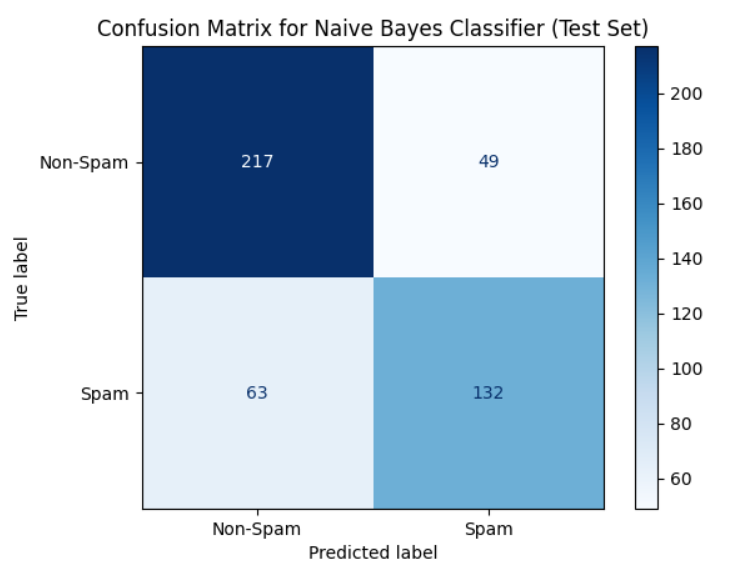 Confusion Matrix for Naive Bayes Classifier (Test Set)
Non-Spam
217
49
Spam
63
132
Non-Spam
Spam
Predicted label
True label
200
180
160
140
120
100
80
60